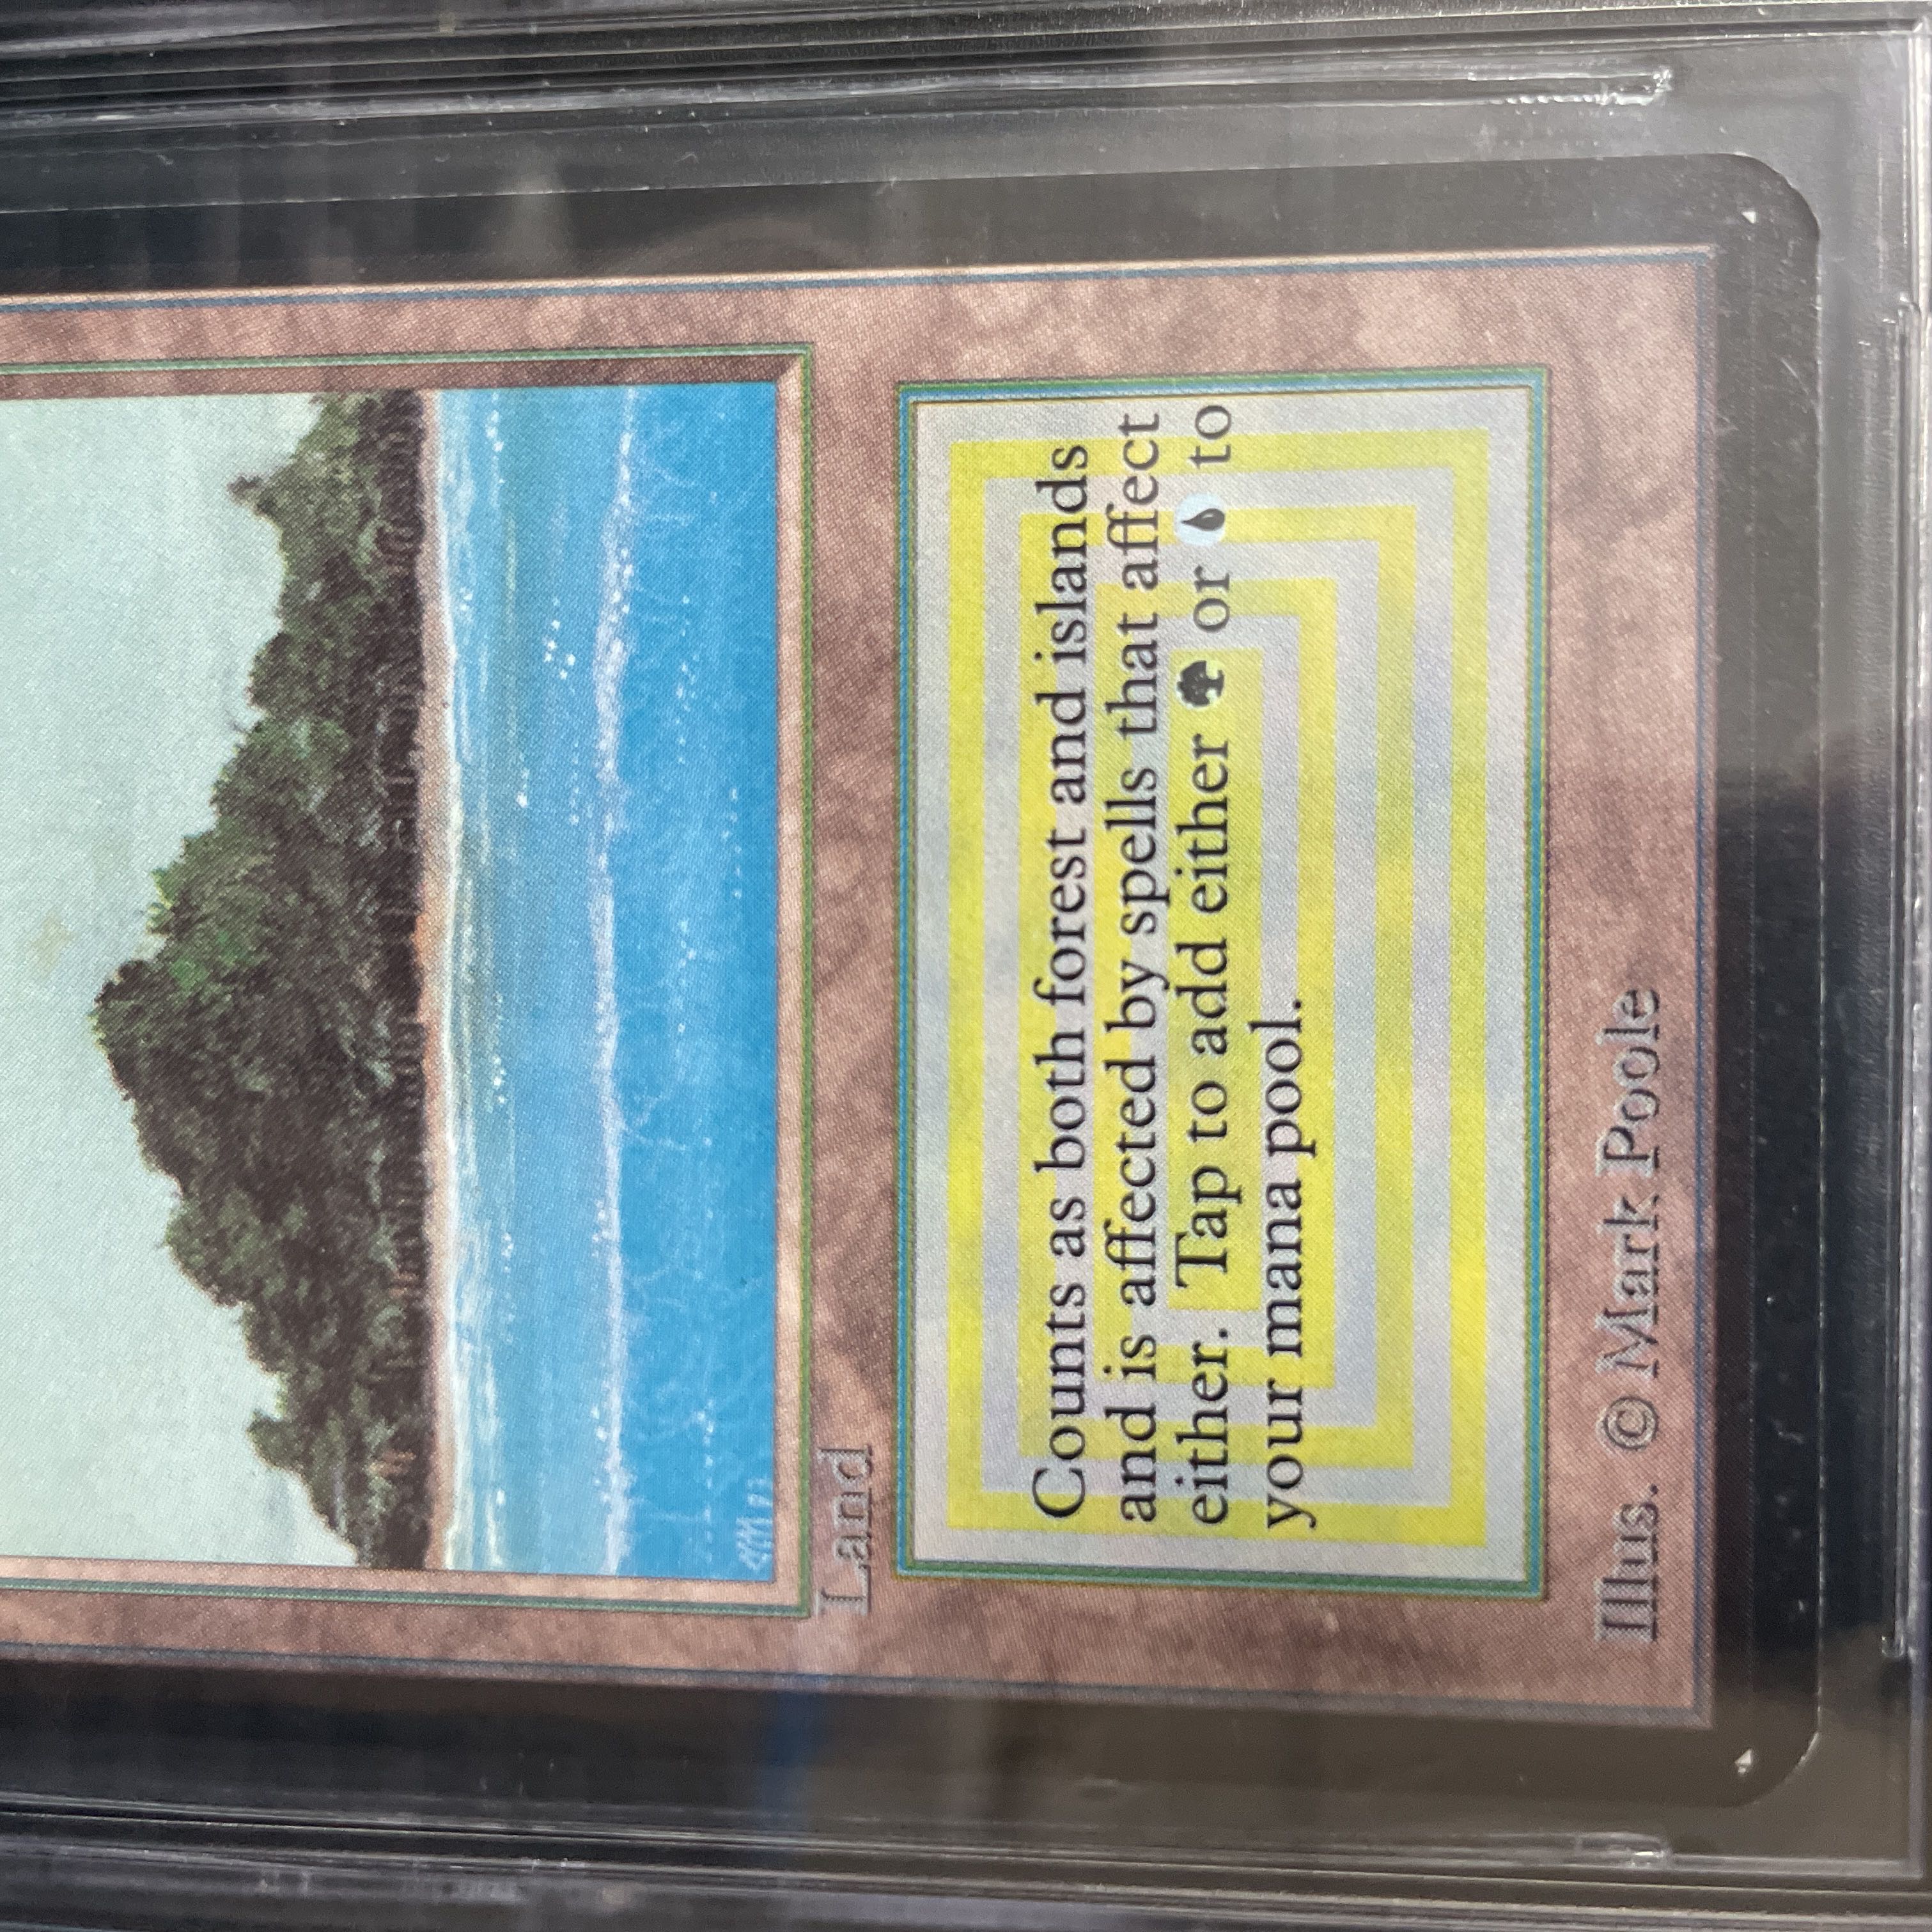 Land
Counts as both forest and islands
and is affected by spells that affect
either. Tap to add either or to
your mana pool.
Illus. © Mark Poole